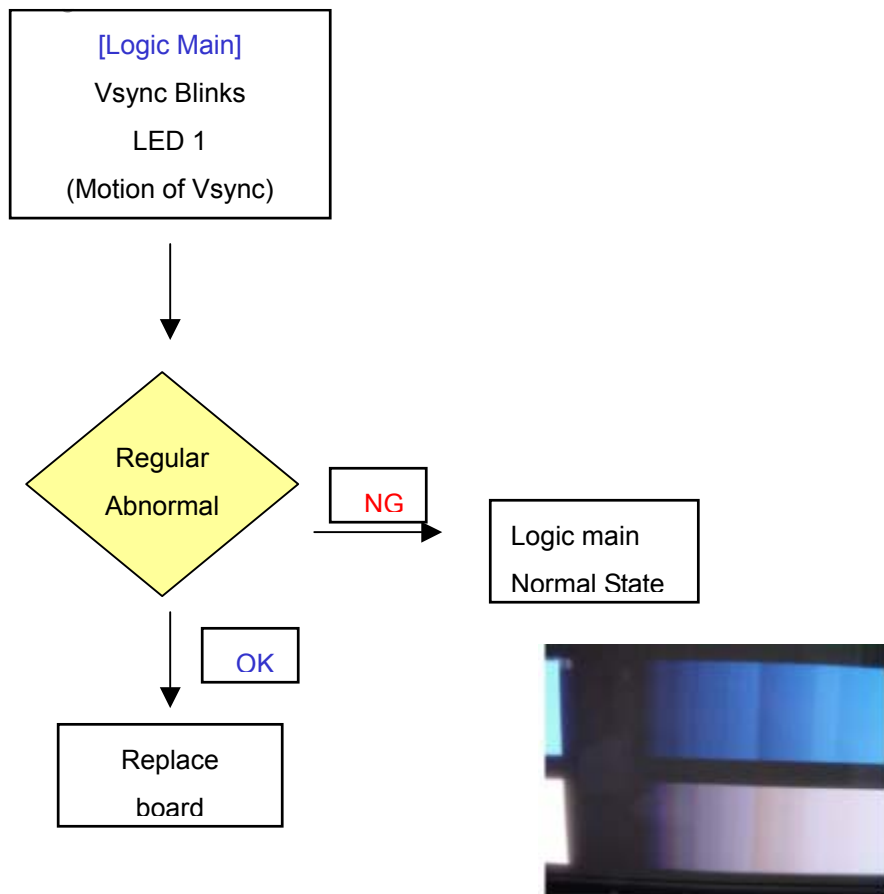 [Logic Main]
Vsync Blinks
LED 1
(Motion of Vsync)
Regular
Abnormal
NG
Logic main
Normal State
OK
Replace
board